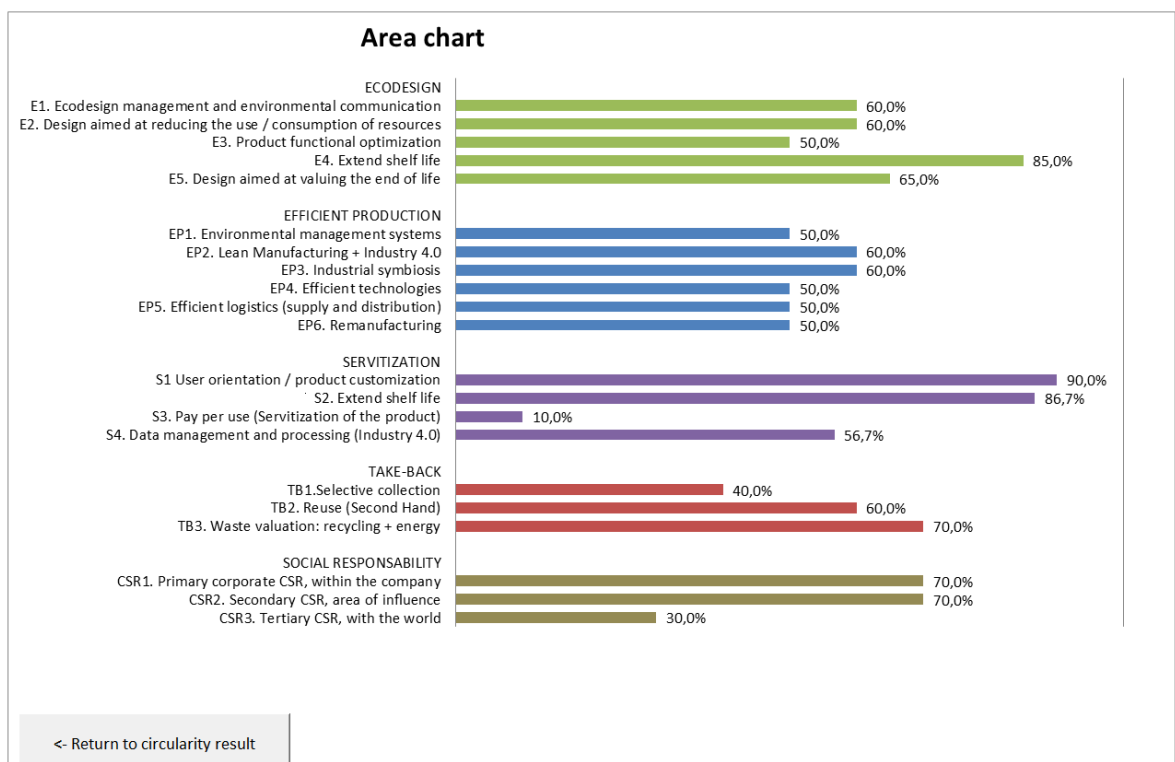 Area chart
ECODESIGN
E1. Ecodesign management and environmental communication 60,0%
E2. Design aimed at reducing the use / consumption of resources 60,0%
E3. Product functional optimization 50,0%
E4. Extend shelf life 85,0%
E5. Design aimed at valuing the end of life 65,0%
EFFICIENT PRODUCTION
EP1. Environmental management systems 50,0%
EP2. Lean Manufacturing + Industry 4.0 60,0%
EP3. Industrial symbiosis 60,0%
EP4. Efficient technologies 50,0%
EP5. Efficient logistics (supply and distribution) 50,0%
EP6. Remanufacturing 50,0%
SERVITIZATION
S1 User orientation / product customization 90,0%
S2. Extend shelf life 86,7%
S3. Pay per use (Servitization of the product) 10,0%
S4. Data management and processing (Industry 4.0) 56,7%
TAKE-BACK
TB1.Selective collection 40,0%
TB2. Reuse (Second Hand) 60,0%
TB3. Waste valuation: recycling + energy 70,0%
SOCIAL RESPONSABILITY
CSR1. Primary corporate CSR, within the company 70,0%
CSR2. Secondary CSR, area of influence 70,0%
CSR3. Tertiary CSR, with the world 30,0%
<- Return to circularity result